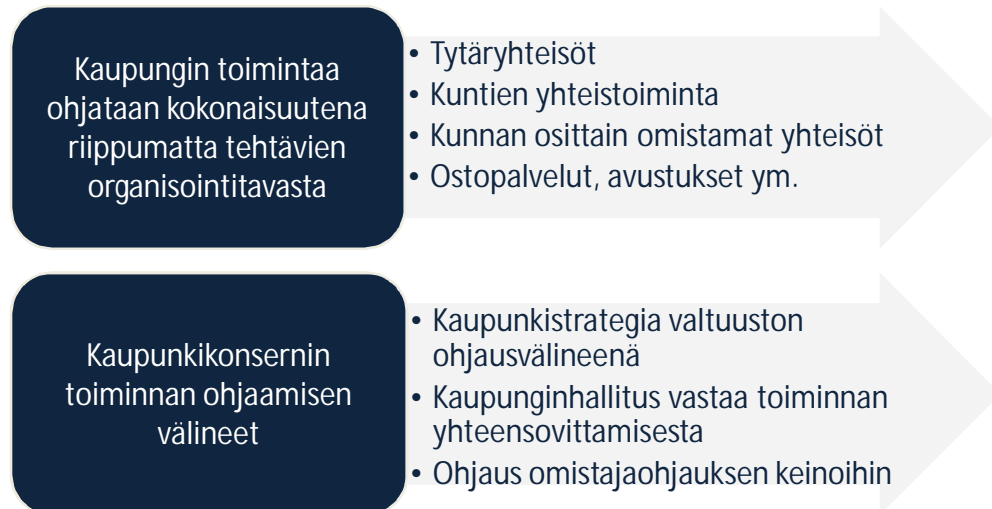 Kaupungin toimintaa
ohjataan kokonaisuutena
riippumatta tehtävien
organisointitavasta
• Tytäryhteisöt
• Kuntien yhteistoiminta
• Kunnan osittain omistamat yhteisöt
• Ostopalvelut, avustukset ym.
Kaupunkikonsernin
toiminnan ohjaamisen
välineet
• Kaupunkistrategia valtuuston
ohjausvälineenä
• Kaupunginhallitus vastaa toiminnan
yhteensovittamisesta
• Ohjaus omistajaohjauksen keinoihin